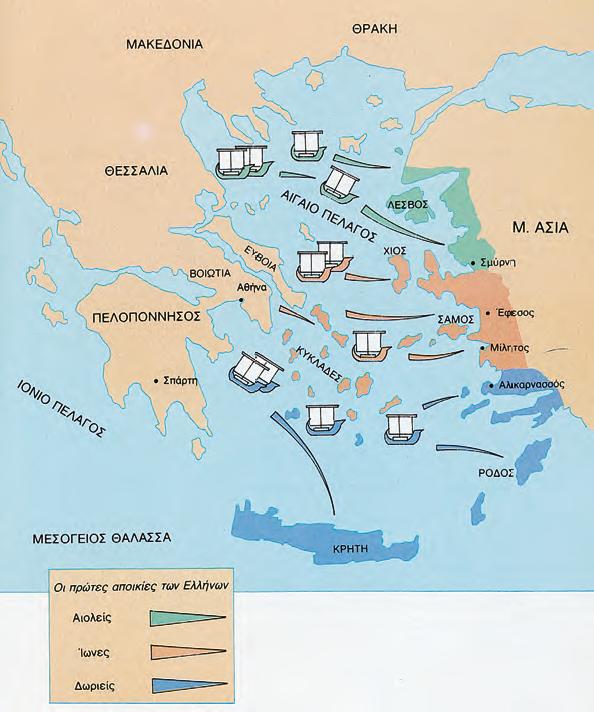 ΘΡΑΚΗ
ΜΑΚΕΔΟΝΙΑ
ΘΕΣΣΑΛΙΑ
ΑΙΓΑΙΟ ΠΕΛΑΓΟΣ
ΛΕΣΒΟΣ
Μ. ΑΣΙΑ
ΕΥΒΟΙΑ
ΧΙΟΣ
Σμύρνη
ΒΟΙΩΤΙΑ
Αθήνα
ΠΕΛΟΠΟΝΝΗΣΟΣ
ΣΑΜΟΣ
Έφεσος
Μίλητος
ΚΥΚΛΑΔΕΣ
Σπάρτη
Αλικαρνασσός
ΙΟΝΙΟ ΠΕΛΑΓΟΣ
ΡΟΔΟΣ
ΜΕΣΟΓΕΙΟΣ ΘΑΛΑΣΣΑ
ΚΡΗΤΗ
Οι πρώτες αποικίες των Ελλήνων
Αιολείς
Ίωνες
Δωριείς